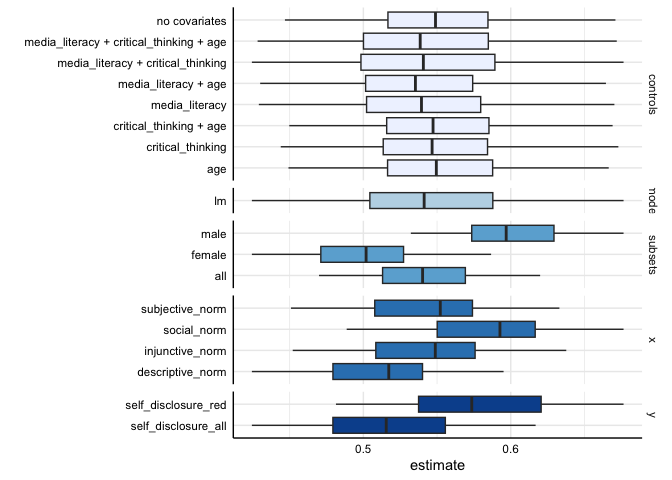 no covariates
media_literacy + critical_thinking + age
media_literacy + critical_thinking
media_literacy + age
media_literacy
critical_thinking + age
critical_thinking
age
controls
lm
male
female
all
subsets
subjective_norm
social_norm
injunctive_norm
descriptive_norm
x
self_disclosure_red
self_disclosure_all
y
0.5 0.6
estimate